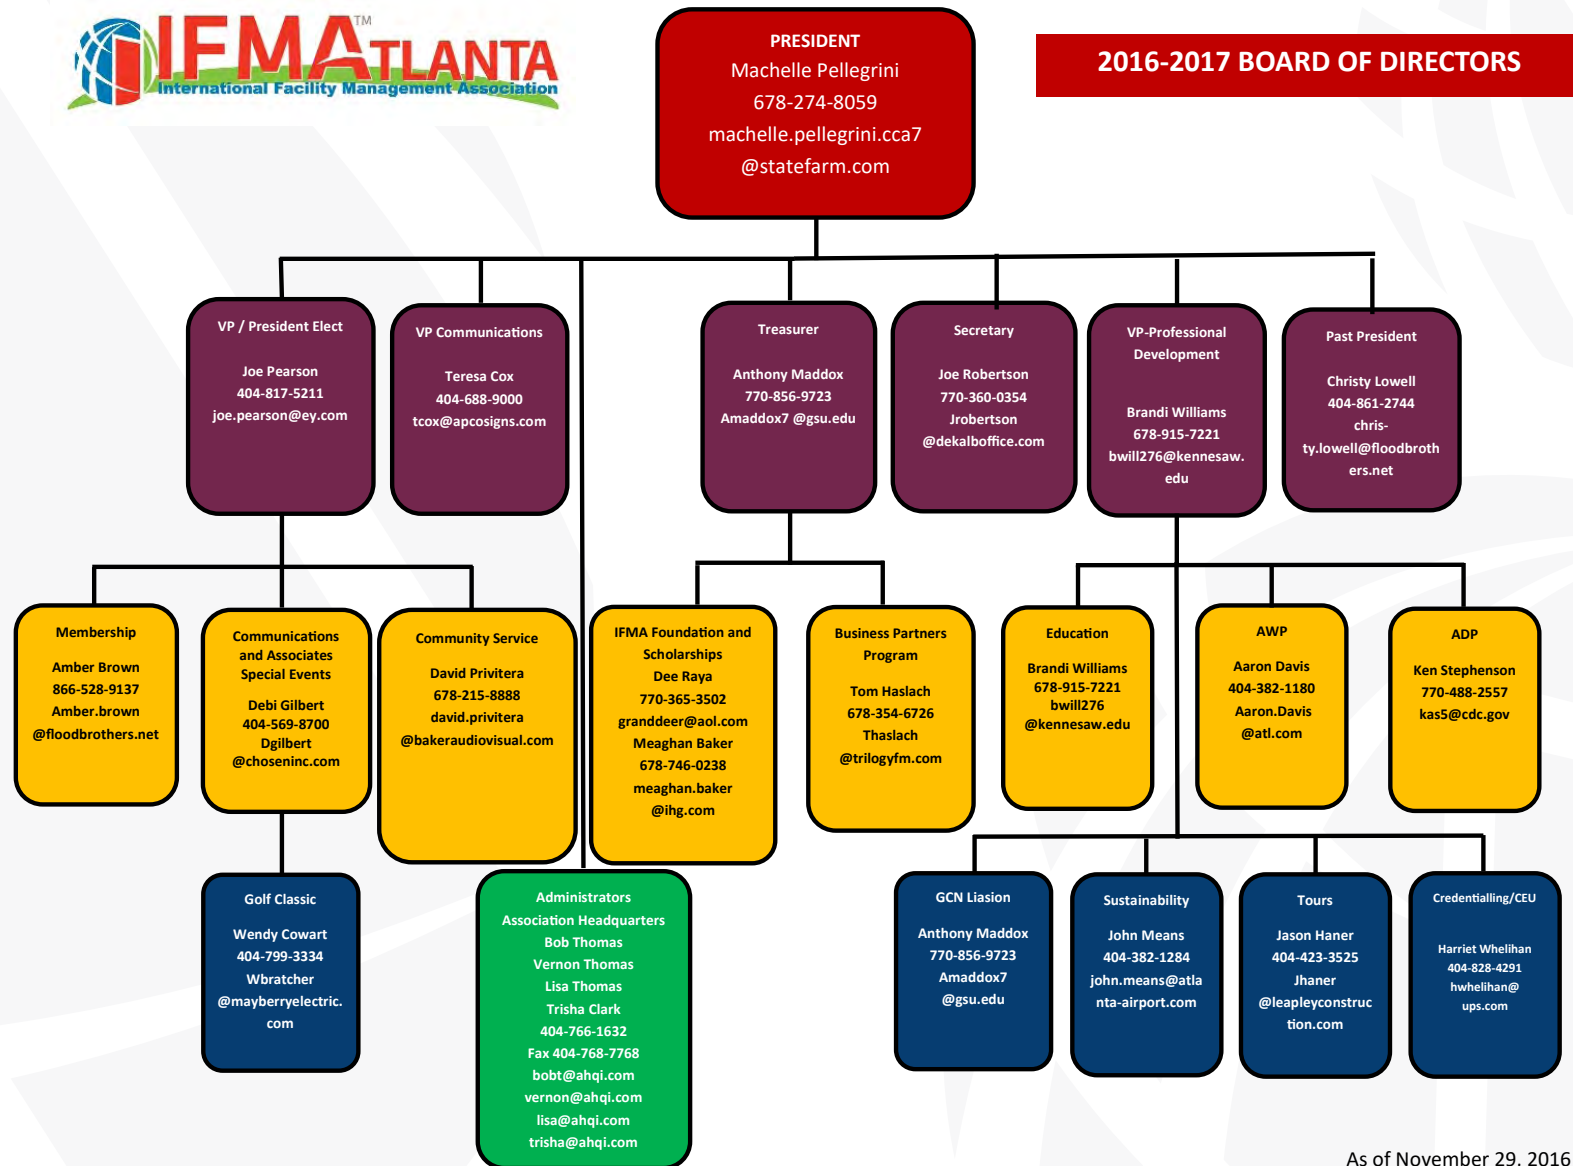 IFMATLANTA™
International Facility Management Association
PRESIDENT
Machelle Pellegrini
678-274-8059
machelle.pellegrini.cca7
@statefarm.com
2016-2017 BOARD OF DIRECTORS
VP / President Elect
Joe Pearson
404-817-5211
joe.pearson@ey.com
VP Communications
Teresa Cox
404-688-9000
tcox@apcosigns.com
Treasurer
Anthony Maddox
770-856-9723
Amaddox7 @gsu.edu
Secretary
Joe Robertson
770-360-0354
Jrobertson
@dekalboffice.com
VP-Professional
Development
Brandi Williams
678-915-7221
bwill276@kennesaw.
edu
Past President
Christy Lowell
404-861-2744
chris-
ty.lowell@floodbroth
ers.net
Membership
Amber Brown
866-528-9137
Amber.brown
@floodbrothers.net
Communications
and Associates
Special Events
Debi Gilbert
404-569-8700
Dgilbert
@choseninc.com
Community Service
David Privitera
678-215-8888
david.privitera
@bakeraudiovisual.com
IFMA Foundation and
Scholarships
Dee Raya
770-365-3502
granddeer@aol.com
Meaghan Baker
678-746-0238
meaghan.baker
@ihg.com
Business Partners
Program
Tom Haslach
678-354-6726
Thaslach
@trilogyfm.com
Education
Brandi Williams
678-915-7221
bwill276
@kennesaw.edu
AWP
Aaron Davis
404-382-1180
Aaron.Davis
@atl.com
ADP
Ken Stephenson
770-488-2557
kas5@cdc.gov
Golf Classic
Wendy Cowart
404-799-3334
Wbratcher
@mayberryelectric.
com
Administrators
Association Headquarters
Bob Thomas
Vernon Thomas
Lisa Thomas
Trisha Clark
404-766-1632
Fax 404-768-7768
bobt@ahqi.com
vernon@ahqi.com
lisa@ahqi.com
trisha@ahqi.com
GCN Liasion
Anthony Maddox
770-856-9723
Amaddox7
@gsu.edu
Sustainability
John Means
404-382-1284
john.means@atla
nta-airport.com
Tours
Jason Haner
404-423-3525
Jhaner
@leapleyconstruc
tion.com
Credentialling/CEU
Harriet Whelihan
404-828-4291
hwhelihan@
ups.com
As of November 29, 2016